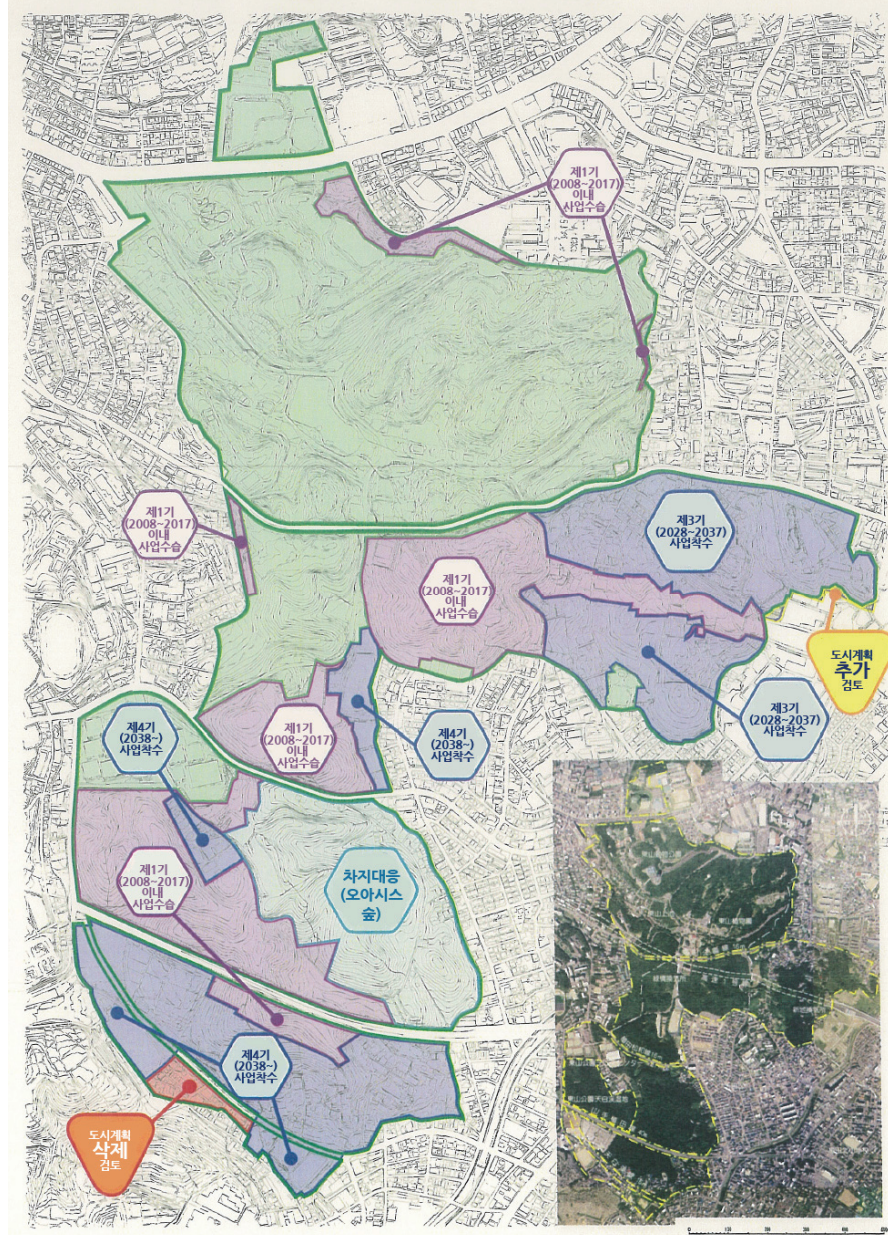 제1기
(2008~2017)
이내
사업수습
제1기
(2008~2017)
이내
사업수습
제3기
(2028~2037)
사업착수
제1기
(2008~2017)
이내
사업수습
도시계획
추가
검토
제4기
(2038~)
사업착수
제1기
(2008~2017)
이내
사업수습
제4기
(2038~)
사업착수
제3기
(2028~2037)
사업착수
제1기
(2008~2017)
이내
사업수습
차지대응
(오아시스
숲)
제4기
(2038~)
사업착수
도시계획
삭제
검토